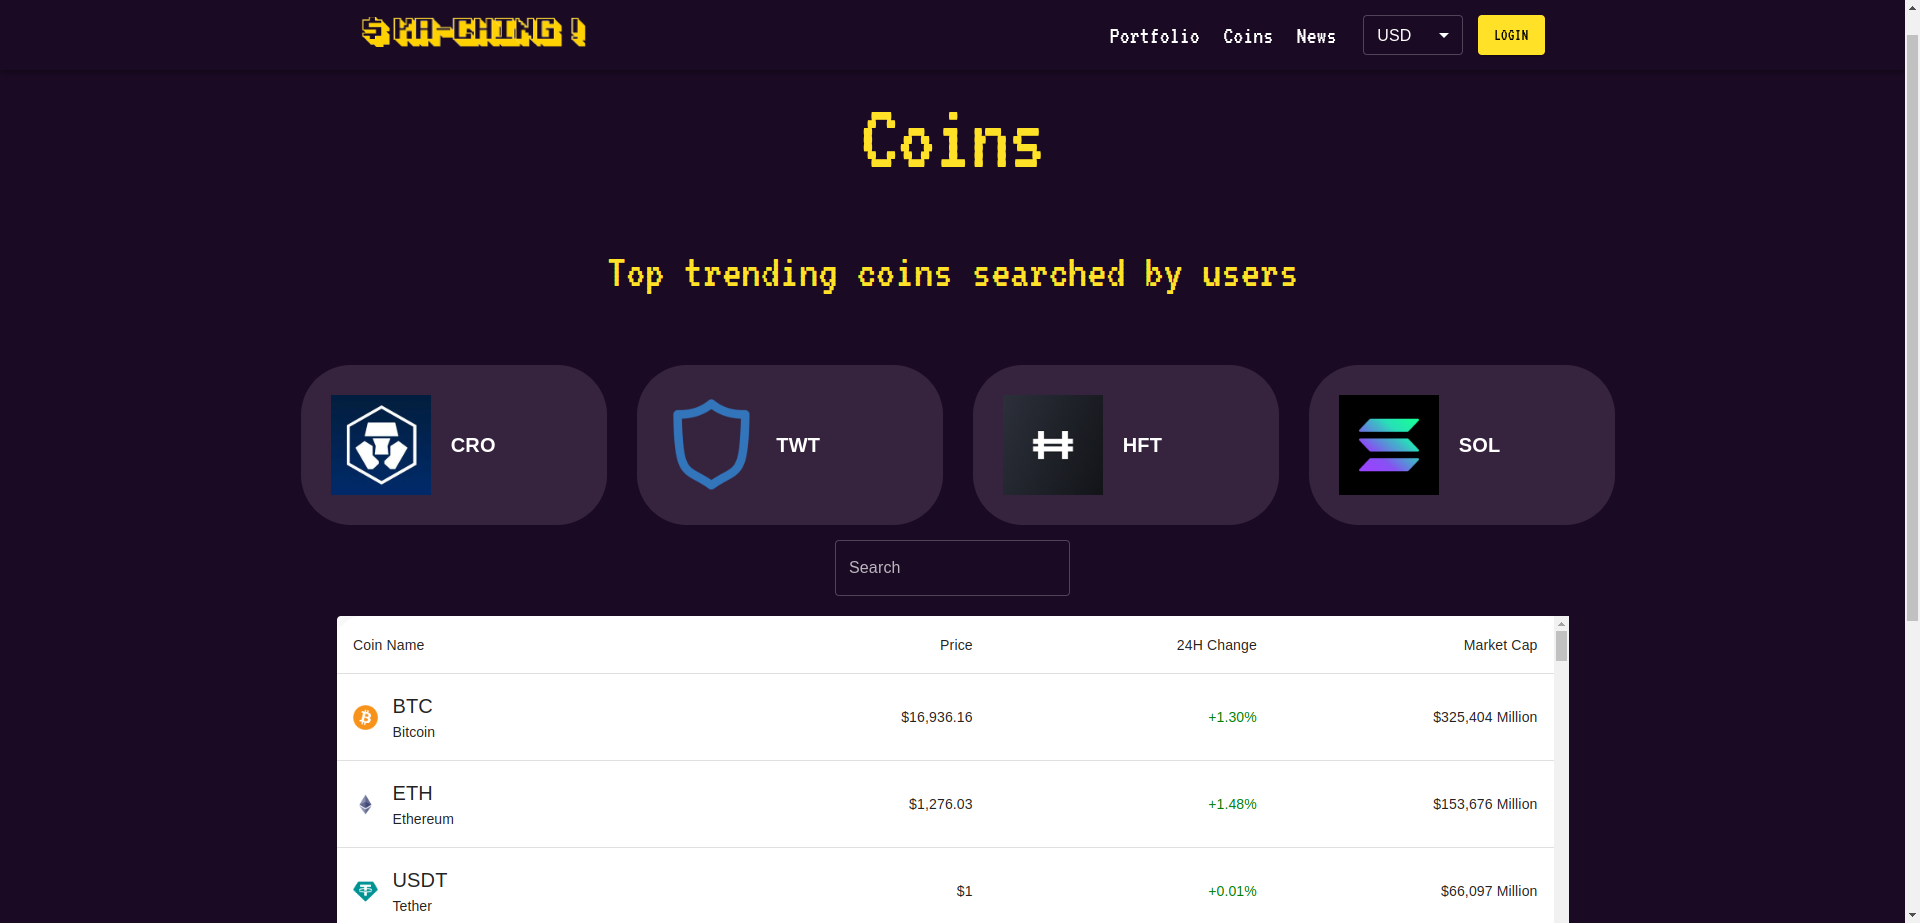 $ KA-CHING !
Portfolio Coins News USD LOGIN
Coins
Top trending coins searched by users
CRO TWT HFT SOL
Search
Coin Name Price 24H Change Market Cap
BTC
Bitcoin $16,936.16 +1.30% $325,404 Million
ETH
Ethereum $1,276.03 +1.48% $153,676 Million
USDT
Tether $1 +0.01% $66,097 Million